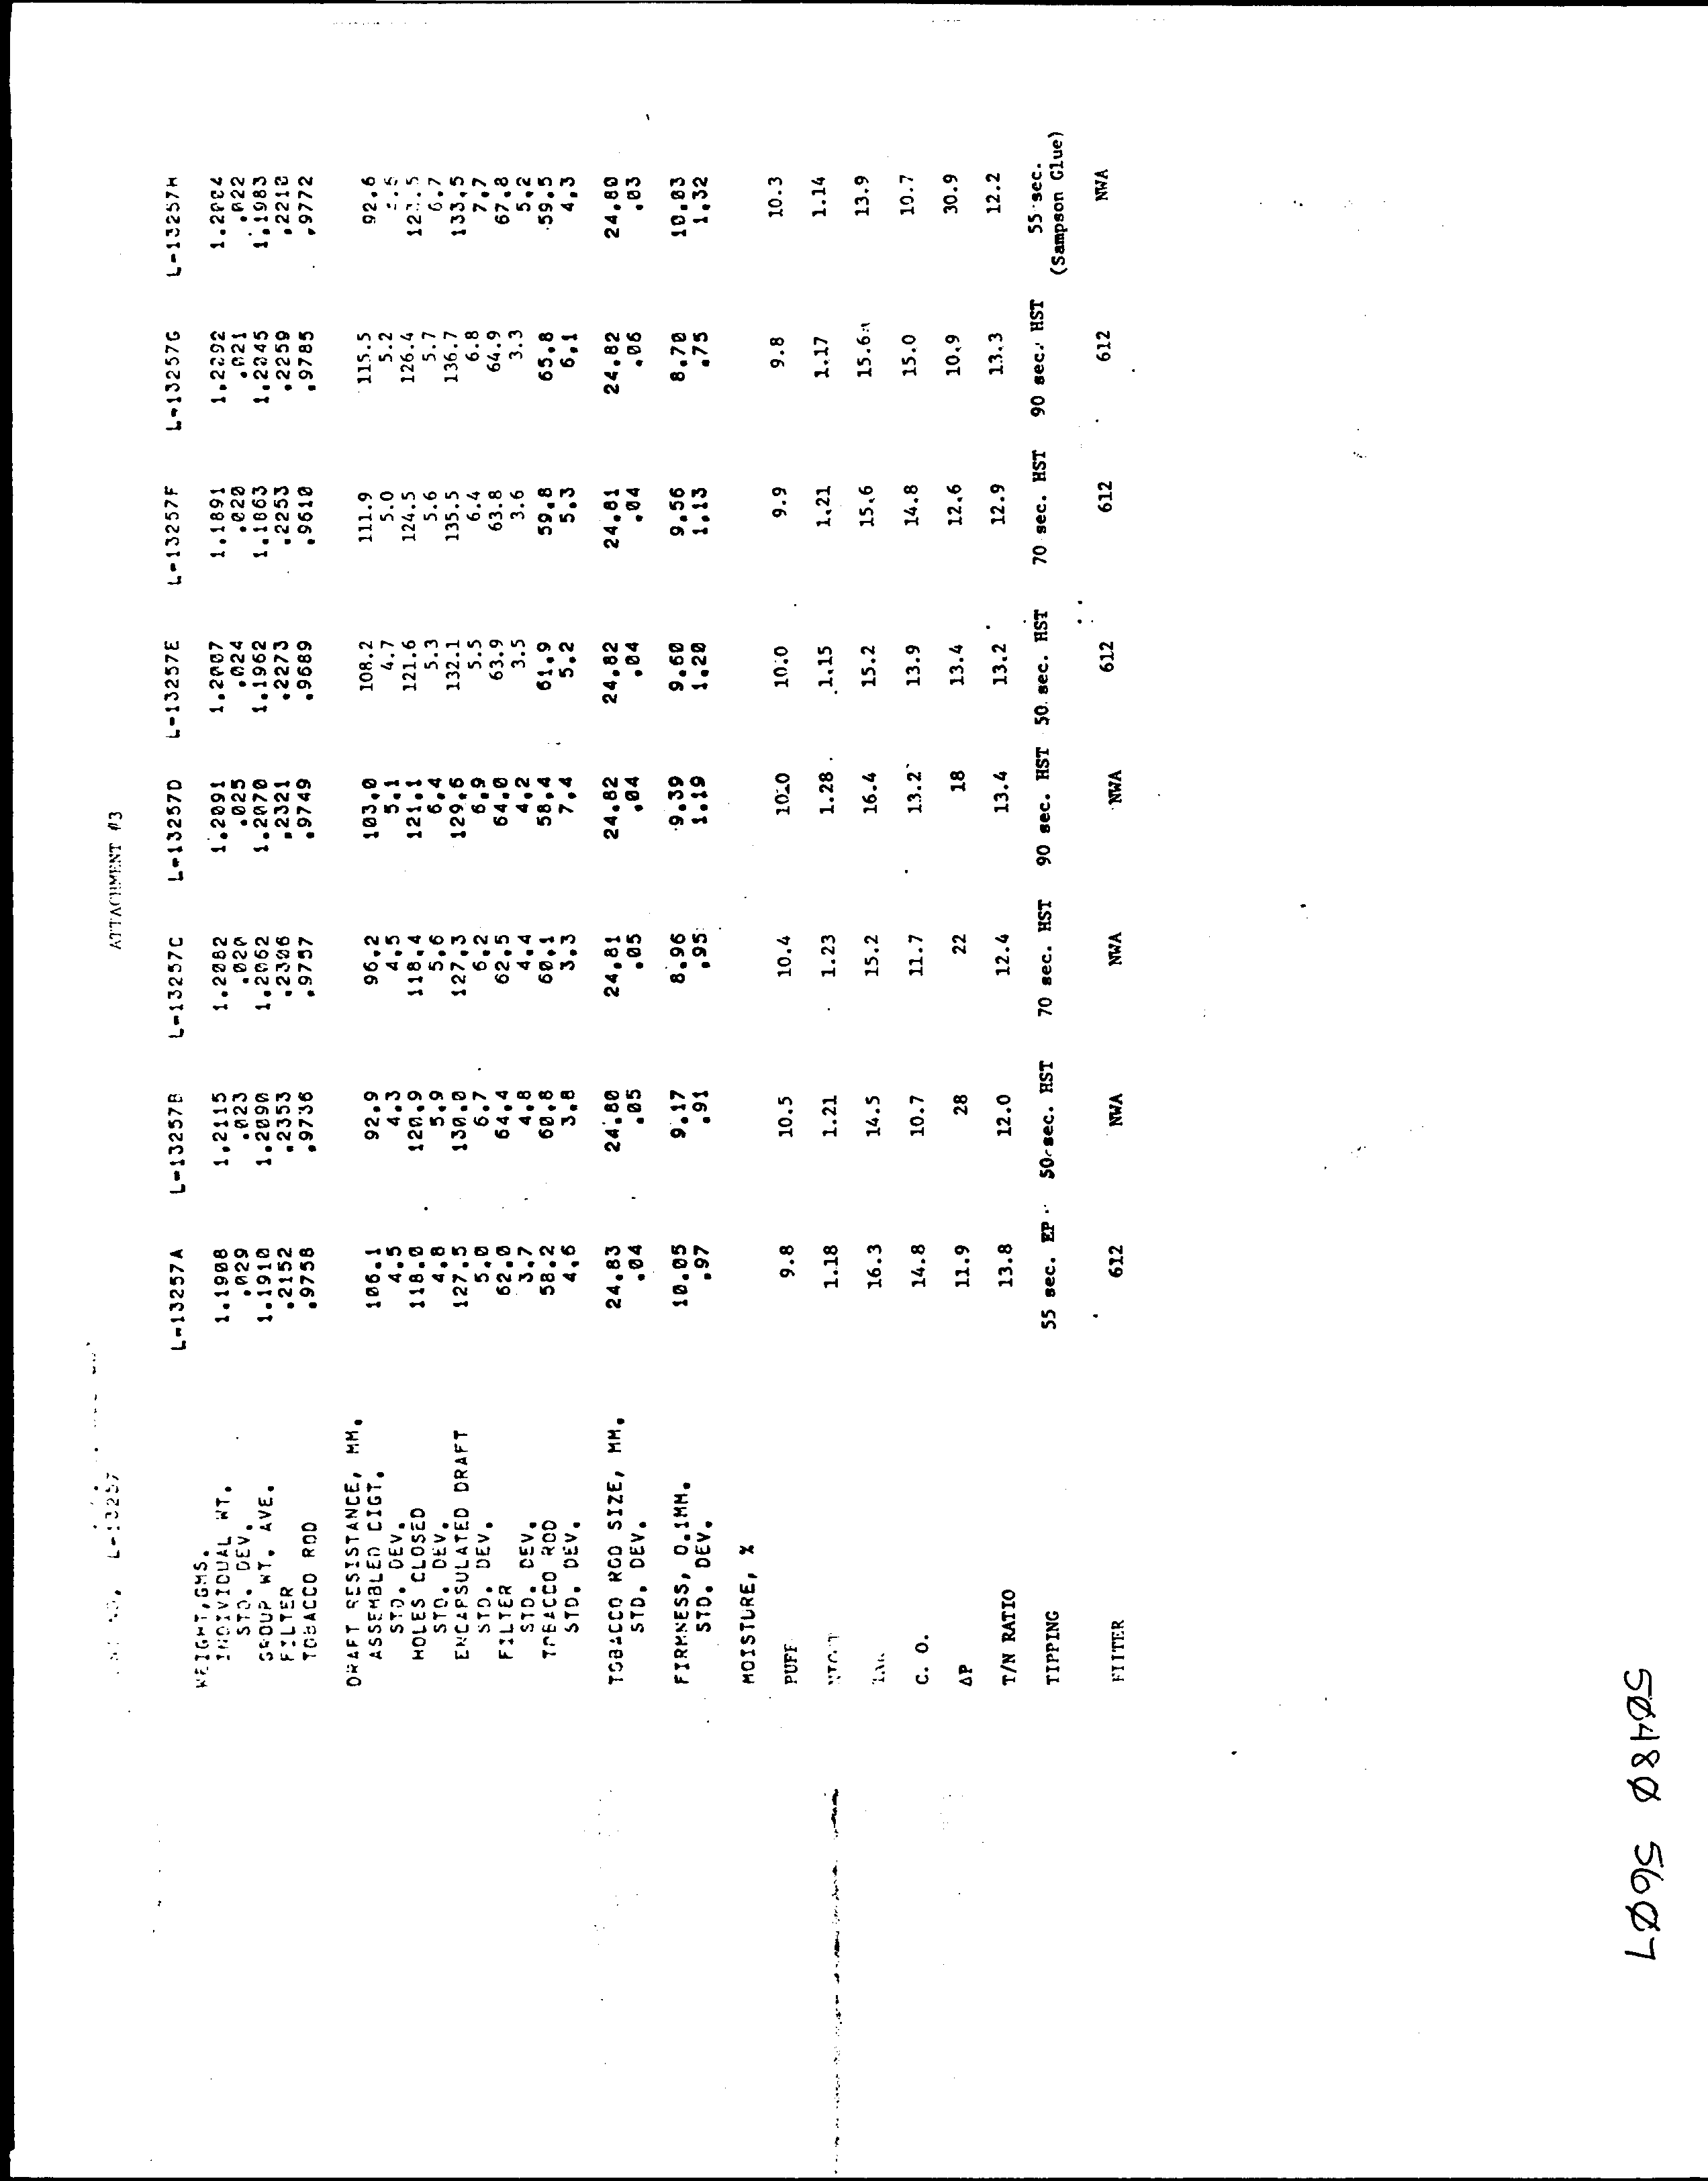 ATTACHMENT #3
L-13257
L-13257A L-13257B L-13257C L-13257D L-13257E L-13257F L-13257G L-13257H
WEIGHT,GMS.
INDIVIDUAL WT. 1.1908 1.2115 1.2082 1.2091 1.2007 1.1891 1.2292 1.2004
STD. DEV. .029 .023 .020 .025 .024 .020 .021 .022
GROUP WT. AVE. 1.1910 1.2090 1.2062 1.2070 1.1962 1.1863 1.2245 1.1983
FILTER .2152 .2353 .2306 .2321 .2273 .2253 .2259 .2210
TOBACCO ROD .9758 .9736 .9757 .9749 .9689 .9610 .9785 .9772
DRAFT RESISTANCE, MM.
ASSEMBLED CIGT. 106.1 92.9 96.2 103.0 108.2 111.9 115.5 92.6
STD. DEV. 4.5 4.3 4.5 5.1 4.7 5.0 5.2
HOLES CLOSED 118.0 120.9 118.4 121.1 121.6 124.5 126.4
STD. DEV. 4.8 5.9 5.6 6.4 5.3 5.6 5.7 6.7
ENCAPSULATED DRAFT 127.5 130.0 127.3 129.6 132.1 135.5 136.7 133.5
STD. DEV. 5.0 6.7 6.2 6.9 5.5 6.4 6.8 7.7
FILTER 62.0 64.4 62.5 64.0 63.9 63.8 64.9 67.8
STD. DEV. 3.7 4.8 4.4 4.2 3.5 3.6 3.3 5.2
TOBACCO ROD 58.2 60.8 60.1 58.4 61.9 59.8 65.8 59.5
STD. DEV. 4.6 3.8 3.3 7.4 5.2 5.3 6.1 4.3
TOBACCO ROD SIZE, MM. 24.83 24.80 24.81 24.82 24.82 24.81 24.82 24.80
STD. DEV. .04 .05 .05 .04 .04 .04 .06 .03
FIRMNESS, 0.1MM. 10.05 9.17 8.96 9.39 9.60 9.56 8.70 10.03
STD. DEV. .97 .91 .95 1.19 1.20 1.13 .75 1.32
MOISTURE, %
PUFF 9.8 10.5 10.4 10.0 10.0 9.9 9.8 10.3
1.18 1.21 1.23 1.28 1.15 1.21 1.17 1.14
TAR 16.3 14.5 15.2 16.4 15.2 15.6 15.6 13.9
C. O. 14.8 10.7 11.7 13.2 13.9 14.8 15.0 10.7
ΔP 11.9 28 22 18 13.4 12.6 10.9 30.9
T/N RATIO 13.8 12.0 12.4 13.4 13.2 12.9 13.3 12.2
TIPPING 55 sec. EP 50 sec. HST 70 sec. HST 90 sec. HST 50 sec. HST 70 sec. HST 90 sec. HST 55 sec.
(Sampson Glue)
FILTER 612 NWA NWA NWA 612 612 612 NWA
50480 5607